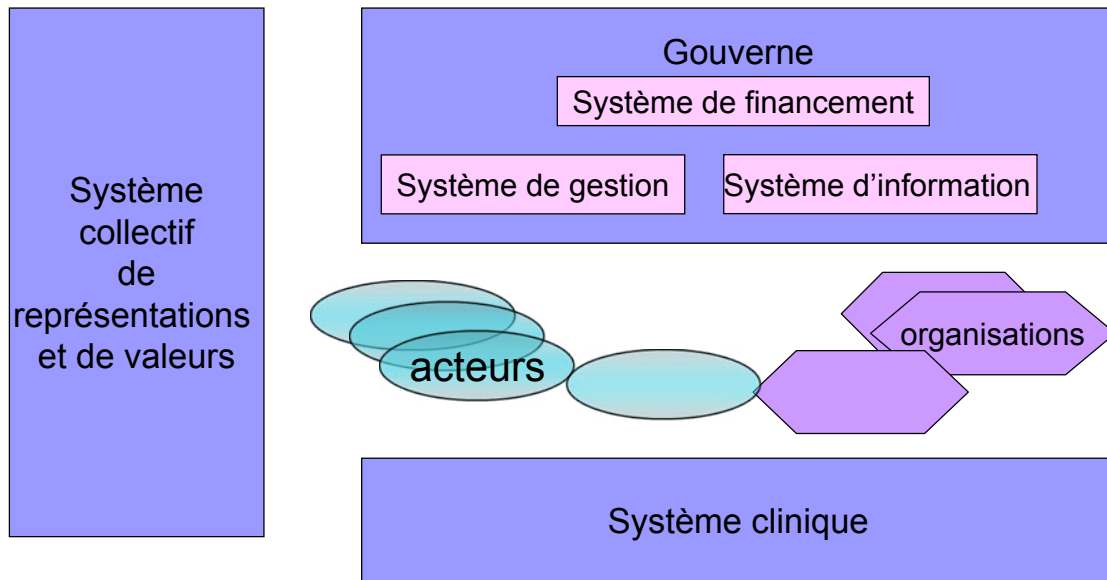 Système
collectif
de
représentations
et de valeurs
Gouverne
Système de financement
Système de gestion
Système d’information
acteurs
organisations
Système clinique